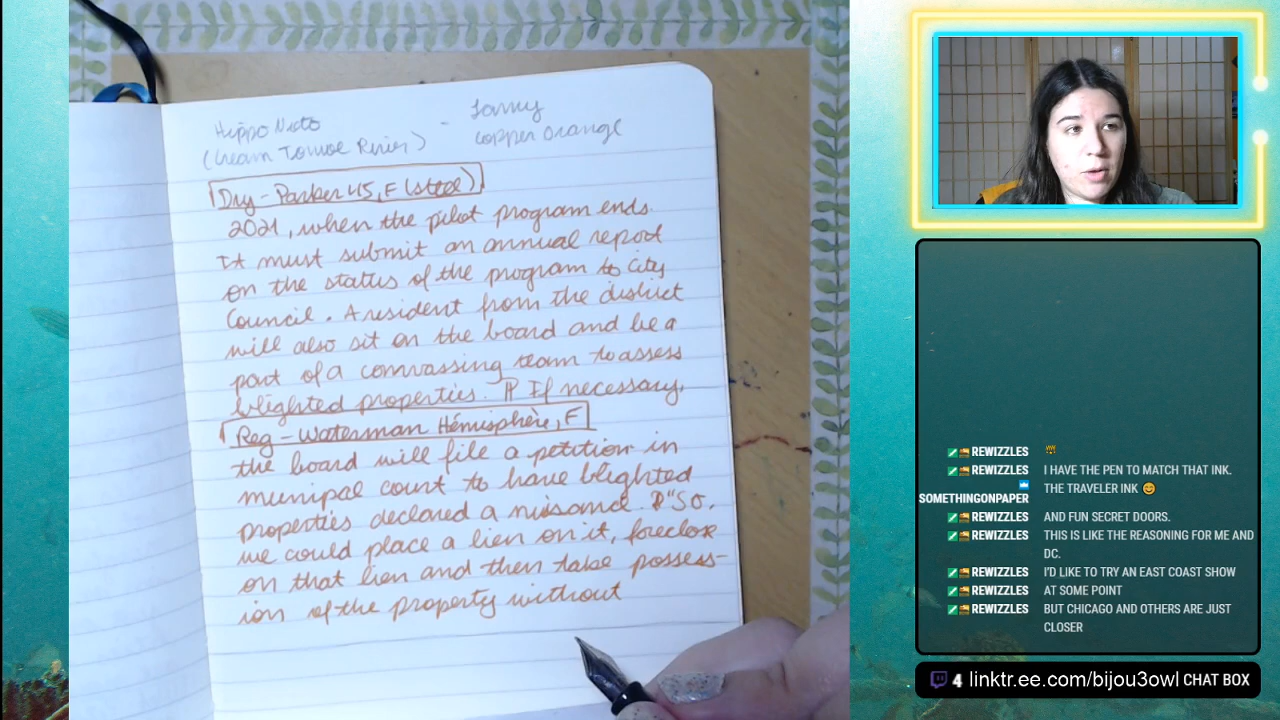 Hippo Noto - Lamy
(Cream Tomoe River) copper orange
Dry - Parker 45, F (steel)
2021, when the pilot program ends.
It must submit an annual report
on the status of the program to City
Council. A resident from the district
will also sit on the board and be a
part of a convassing team to assess
blighted properties. ¶ If necessary,
Reg - Waterman Hémisphère, F
the board will file a petition in
munipal court to have blighted
properties declared a nuisance. ¶ "So,
we could place a lien on it, foreclose
on that lien and then take possess-
ion of the property without
REWIZZLES
REWIZZLES I HAVE THE PEN TO MATCH THAT INK.
SOMETHINGONPAPER THE TRAVELER INK 😊
REWIZZLES AND FUN SECRET DOORS.
REWIZZLES THIS IS LIKE THE REASONING FOR ME AND
DC.
REWIZZLES I'D LIKE TO TRY AN EAST COAST SHOW
REWIZZLES AT SOME POINT
REWIZZLES BUT CHICAGO AND OTHERS ARE JUST
CLOSER
4 linktr.ee.com/bijou3owl CHAT BOX